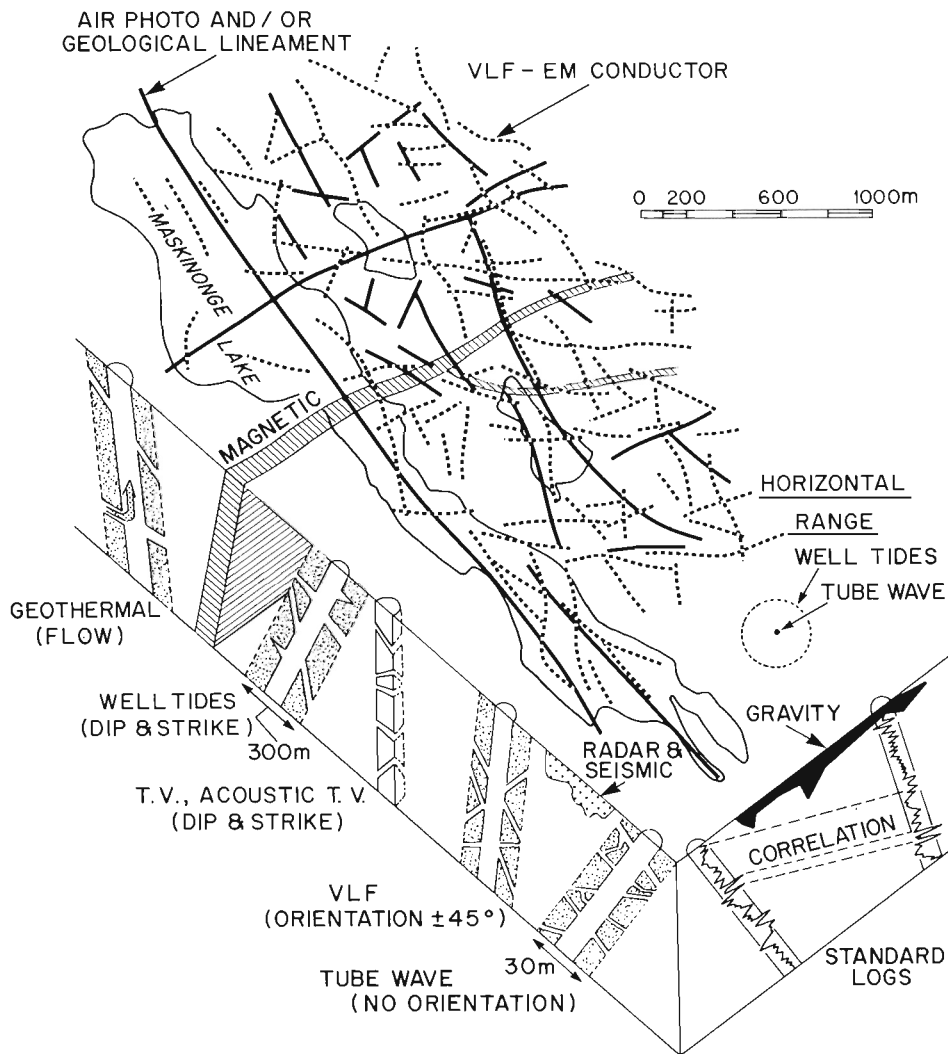 AIR PHOTO AND / OR
GEOLOGICAL LINEAMENT
VLF - EM CONDUCTOR
0 200 600 1000m
MASKINONGE
LAKE
MAGNETIC
HORIZONTAL
RANGE
WELL TIDES
TUBE WAVE
GEOTHERMAL
(FLOW)
WELL TIDES
(DIP & STRIKE)
300m
T.V., ACOUSTIC T.V.
(DIP & STRIKE)
RADAR &
SEISMIC
GRAVITY
CORRELATION
VLF
(ORIENTATION ±45°)
30m
TUBE WAVE
(NO ORIENTATION)
STANDARD
LOGS